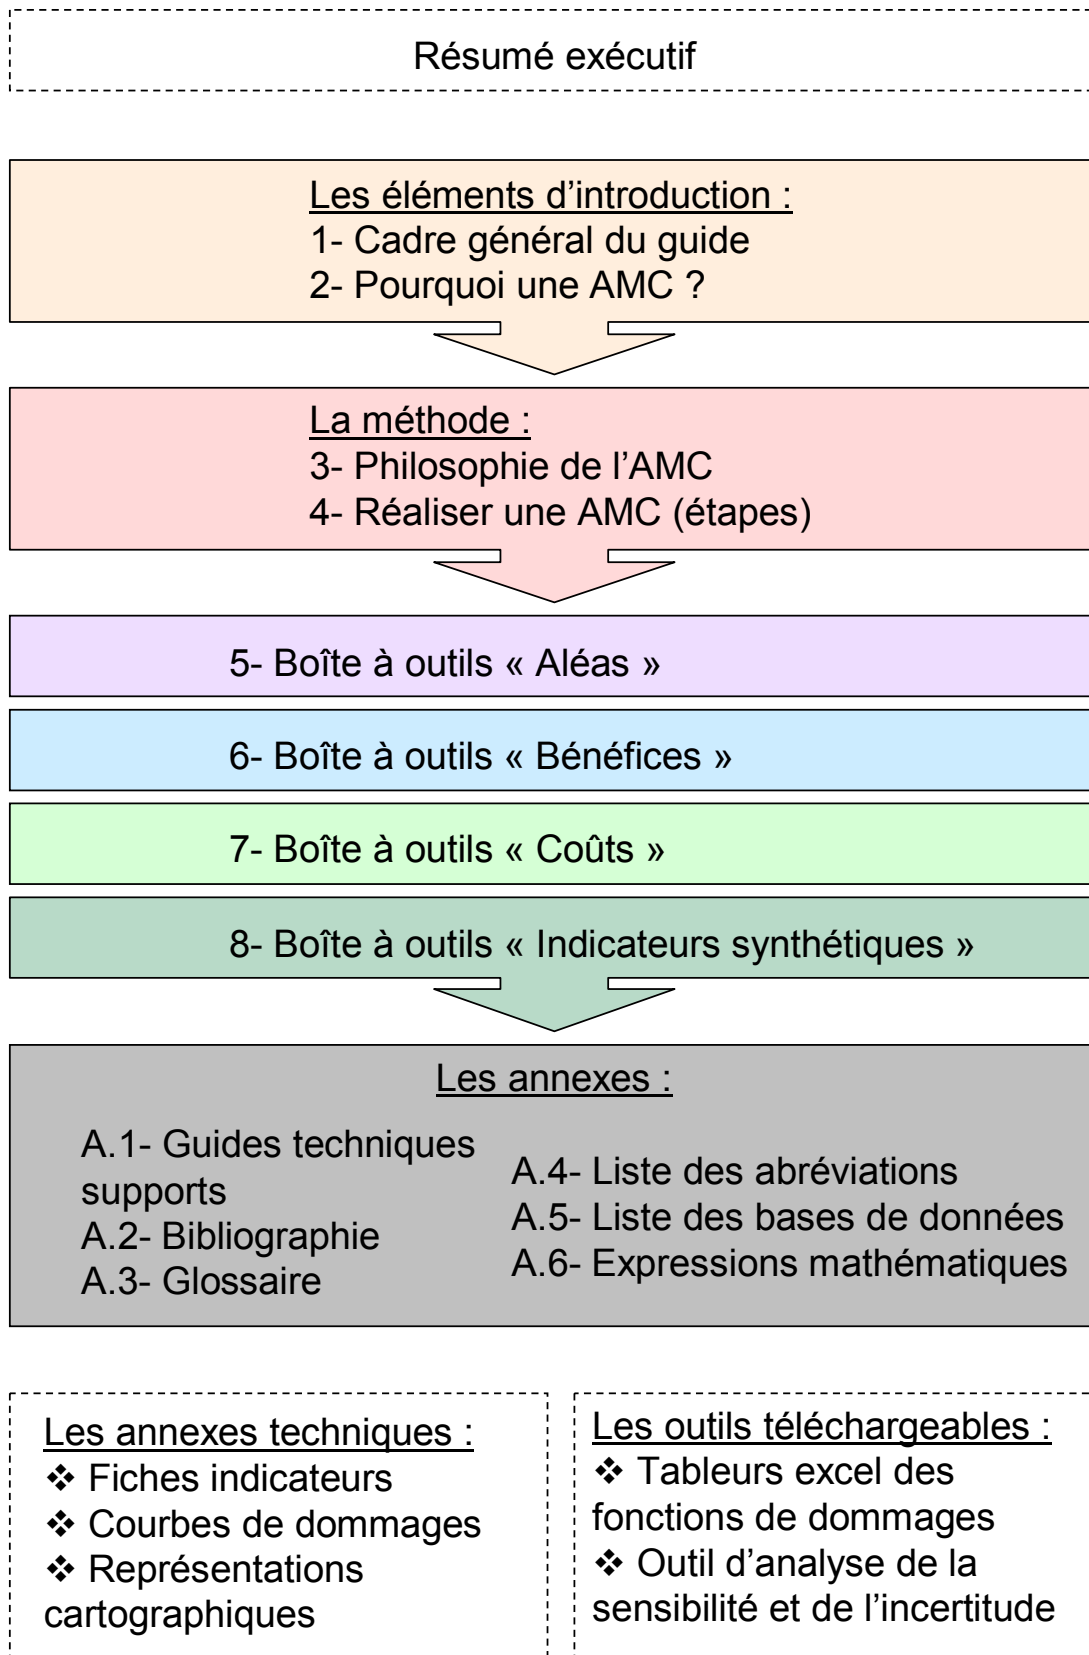 Résumé exécutif
Les éléments d’introduction :
1- Cadre général du guide
2- Pourquoi une AMC ?
La méthode :
3- Philosophie de l’AMC
4- Réaliser une AMC (étapes)
5- Boîte à outils « Aléas »
6- Boîte à outils « Bénéfices »
7- Boîte à outils « Coûts »
8- Boîte à outils « Indicateurs synthétiques »
Les annexes :
A.1- Guides techniques
supports
A.2- Bibliographie
A.3- Glossaire
A.4- Liste des abréviations
A.5- Liste des bases de données
A.6- Expressions mathématiques
Les annexes techniques :
❖ Fiches indicateurs
❖ Courbes de dommages
❖ Représentations
cartographiques
Les outils téléchargeables :
❖ Tableurs excel des
fonctions de dommages
❖ Outil d’analyse de la
sensibilité et de l’incertitude